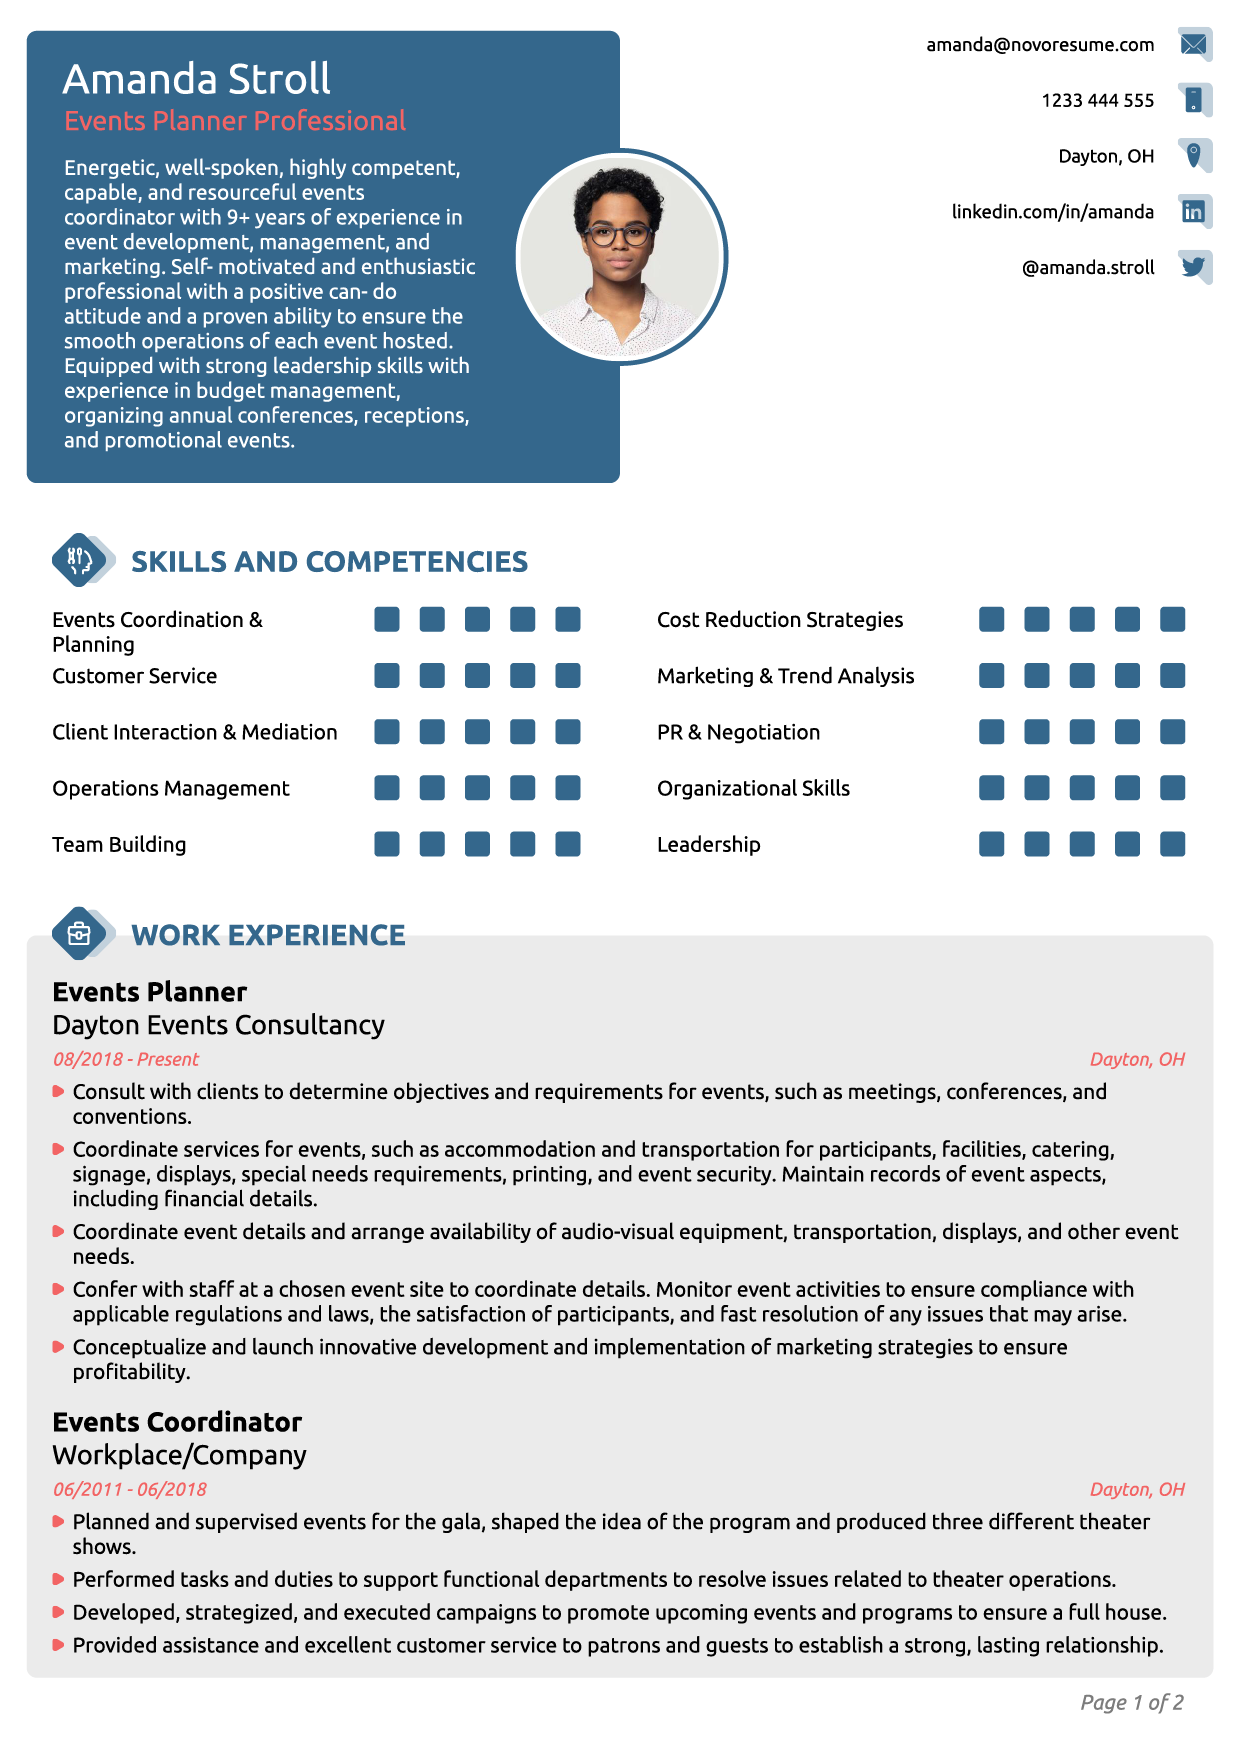 Amanda Stroll
Events Planner Professional
Energetic, well-spoken, highly competent,
capable, and resourceful events
coordinator with 9+ years of experience in
event development, management, and
marketing. Self- motivated and enthusiastic
professional with a positive can- do
attitude and a proven ability to ensure the
smooth operations of each event hosted.
Equipped with strong leadership skills with
experience in budget management,
organizing annual conferences, receptions,
and promotional events.
amanda@novoresume.com
1233 444 555
Dayton, OH
linkedin.com/in/amanda
@amanda.stroll
SKILLS AND COMPETENCIES
Events Coordination &
Planning
Customer Service
Client Interaction & Mediation
Operations Management
Team Building
Cost Reduction Strategies
Marketing & Trend Analysis
PR & Negotiation
Organizational Skills
Leadership
WORK EXPERIENCE
Events Planner
Dayton Events Consultancy
08/2018 - Present
Dayton, OH
Consult with clients to determine objectives and requirements for events, such as meetings, conferences, and
conventions.
Coordinate services for events, such as accommodation and transportation for participants, facilities, catering,
signage, displays, special needs requirements, printing, and event security. Maintain records of event aspects,
including financial details.
Coordinate event details and arrange availability of audio-visual equipment, transportation, displays, and other event
needs.
Confer with staff at a chosen event site to coordinate details. Monitor event activities to ensure compliance with
applicable regulations and laws, the satisfaction of participants, and fast resolution of any issues that may arise.
Conceptualize and launch innovative development and implementation of marketing strategies to ensure
profitability.
Events Coordinator
Workplace/Company
06/2011 - 06/2018
Dayton, OH
Planned and supervised events for the gala, shaped the idea of the program and produced three different theater
shows.
Performed tasks and duties to support functional departments to resolve issues related to theater operations.
Developed, strategized, and executed campaigns to promote upcoming events and programs to ensure a full house.
Provided assistance and excellent customer service to patrons and guests to establish a strong, lasting relationship.
Page 1 of 2